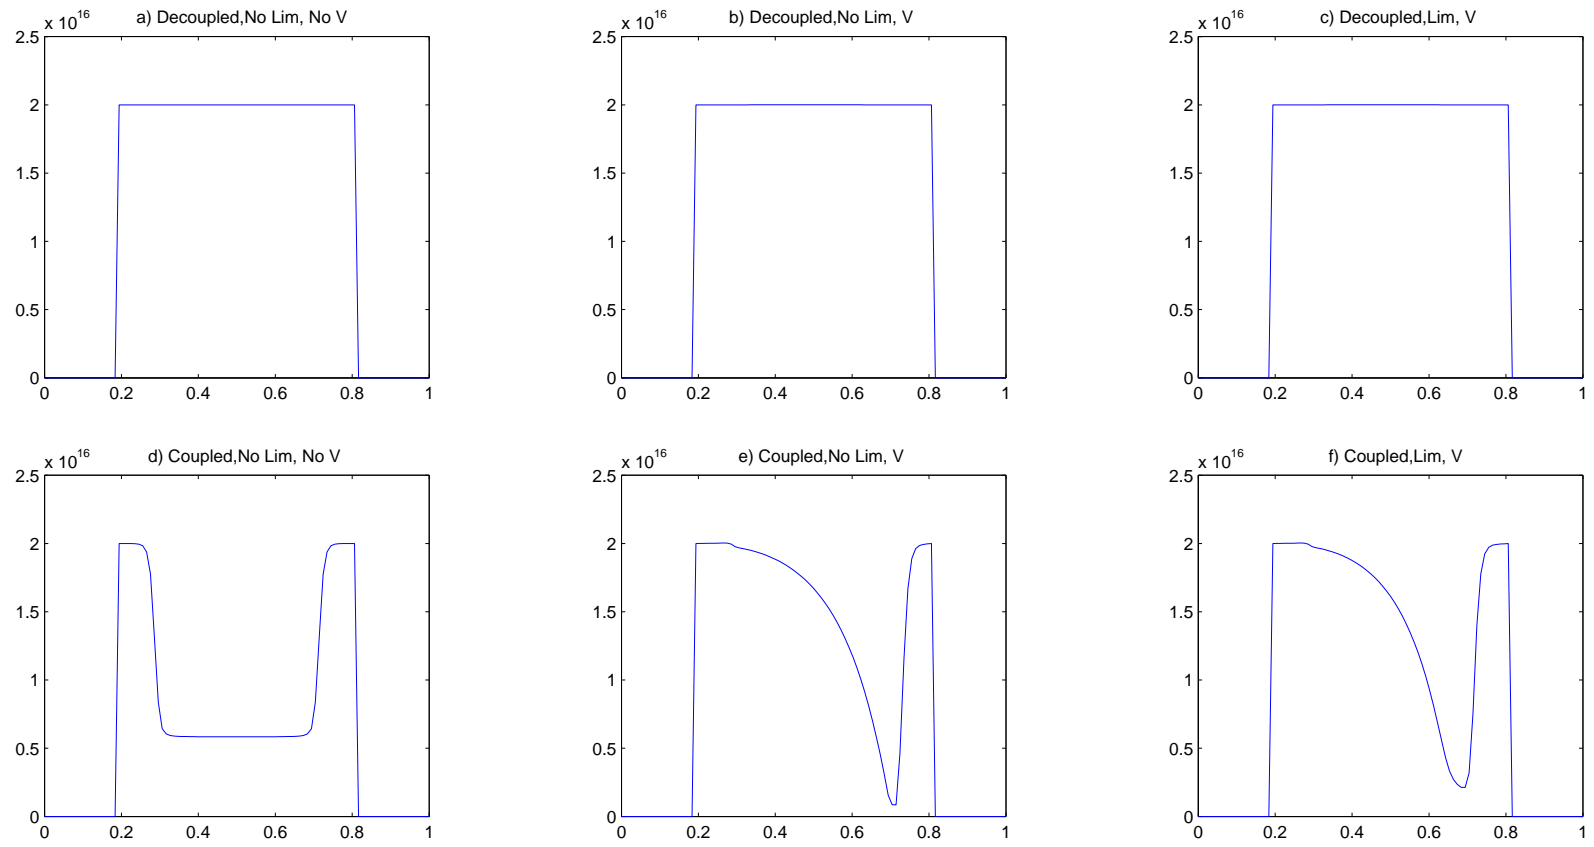 a) Decoupled,No Lim, No V
x 10^16
2.5
2
1.5
1
0.5
0
0 0.2 0.4 0.6 0.8 1
b) Decoupled,No Lim, V
x 10^16
2.5
2
1.5
1
0.5
0
0 0.2 0.4 0.6 0.8 1
c) Decoupled,Lim, V
x 10^16
2.5
2
1.5
1
0.5
0
0 0.2 0.4 0.6 0.8 1
d) Coupled,No Lim, No V
x 10^16
2.5
2
1.5
1
0.5
0
0 0.2 0.4 0.6 0.8 1
e) Coupled,No Lim, V
x 10^16
2.5
2
1.5
1
0.5
0
0 0.2 0.4 0.6 0.8 1
f) Coupled,Lim, V
x 10^16
2.5
2
1.5
1
0.5
0
0 0.2 0.4 0.6 0.8 1